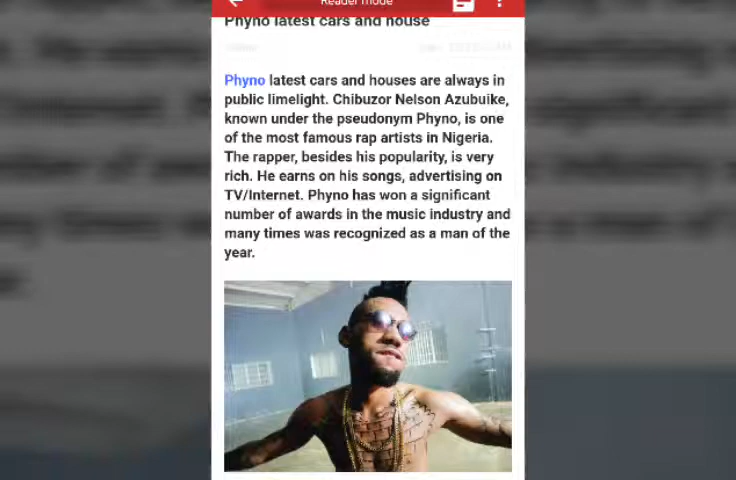 Reader mode
Phyno latest cars and house
Phyno latest cars and houses are always in
public limelight. Chibuzor Nelson Azubuike,
known under the pseudonym Phyno, is one
of the most famous rap artists in Nigeria.
The rapper, besides his popularity, is very
rich. He earns on his songs, advertising on
TV/Internet. Phyno has won a significant
number of awards in the music industry and
many times was recognized as a man of the
year.